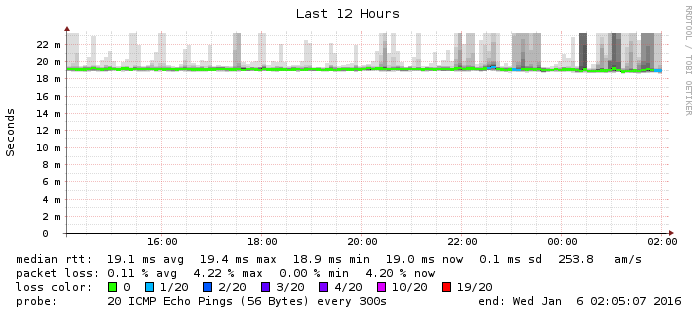 Last 12 Hours
RRDTOOL / TOBI OETIKER
Seconds
22 m
20 m
18 m
16 m
14 m
12 m
10 m
8 m
6 m
4 m
2 m
0
16:00 18:00 20:00 22:00 00:00 02:00
median rtt: 19.1 ms avg 19.4 ms max 18.9 ms min 19.0 ms now 0.1 ms sd 253.8 am/s
packet loss: 0.11 % avg 4.22 % max 0.00 % min 4.20 % now
loss color: 0 1/20 2/20 3/20 4/20 10/20 19/20
probe: 20 ICMP Echo Pings (56 Bytes) every 300s end: Wed Jan 6 02:05:07 2016